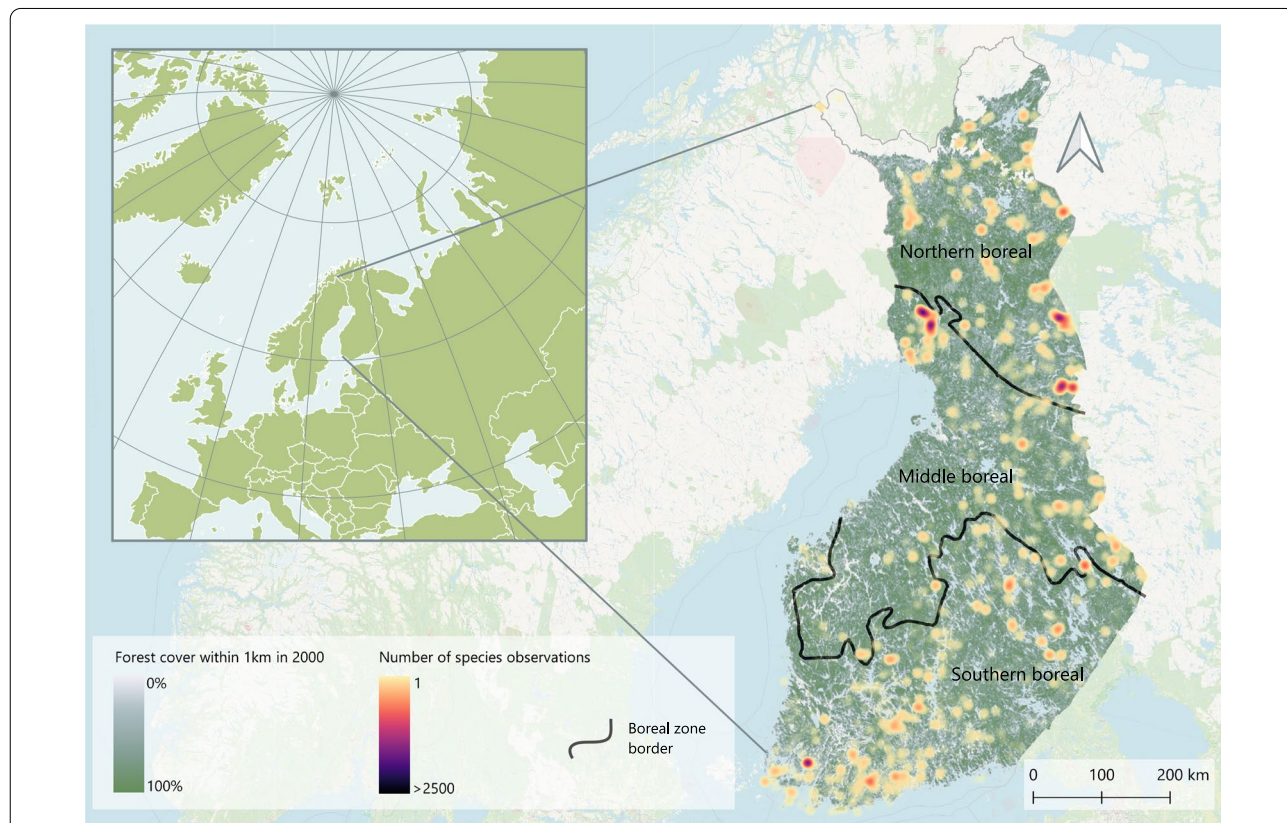 Northern boreal
Middle boreal
Southern boreal
Forest cover within 1km in 2000
0%
100%
Number of species observations
1
>2500
Boreal zone
border
0 100 200 km